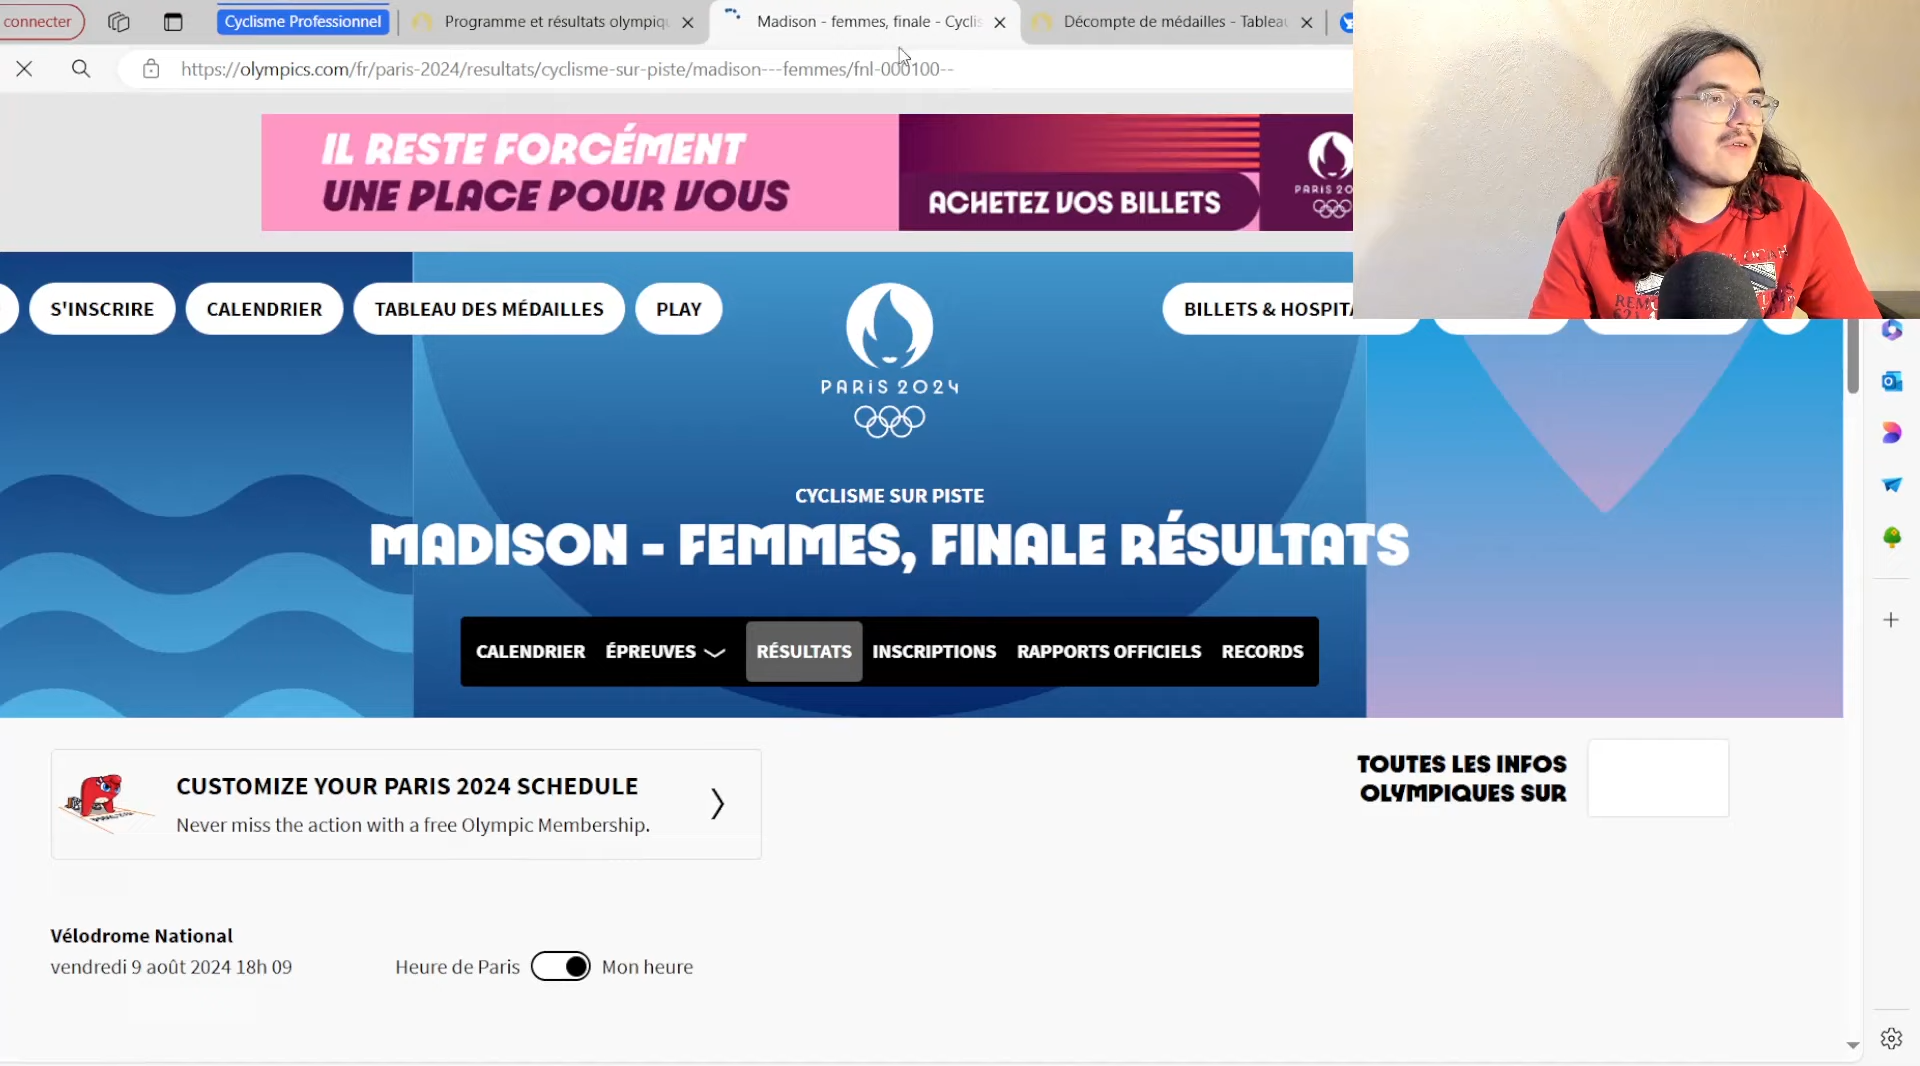 connecter
Cyclisme Professionnel
Programme et résultats olympiq
Madison - femmes, finale - Cyclis
Décompte de médailles - Tableau
https://olympics.com/fr/paris-2024/resultats/cyclisme-sur-piste/madison---femmes/fnl-000100--
IL RESTE FORCÉMENT
UNE PLACE POUR VOUS
ACHETEZ VOS BILLETS
PARIS 20
S'INSCRIRE
CALENDRIER
TABLEAU DES MÉDAILLES
PLAY
BILLETS & HOSPITA
PARIS 2024
CYCLISME SUR PISTE
MADISON - FEMMES, FINALE RÉSULTATS
CALENDRIER
ÉPREUVES
RÉSULTATS
INSCRIPTIONS
RAPPORTS OFFICIELS
RECORDS
CUSTOMIZE YOUR PARIS 2024 SCHEDULE
Never miss the action with a free Olympic Membership.
TOUTES LES INFOS
OLYMPIQUES SUR
Vélodrome National
vendredi 9 août 2024 18h 09
Heure de Paris
Mon heure